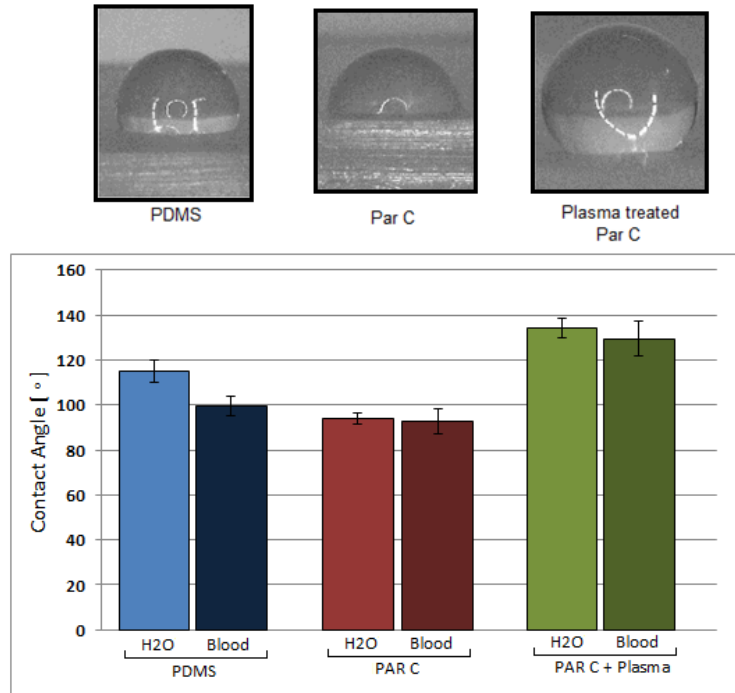 PDMS
Par C
Plasma treated
Par C
160
140
120
100
80
60
40
20
0
Contact Angle [ ° ]
H2O
Blood
H2O
Blood
H2O
Blood
PDMS
PAR C
PAR C + Plasma